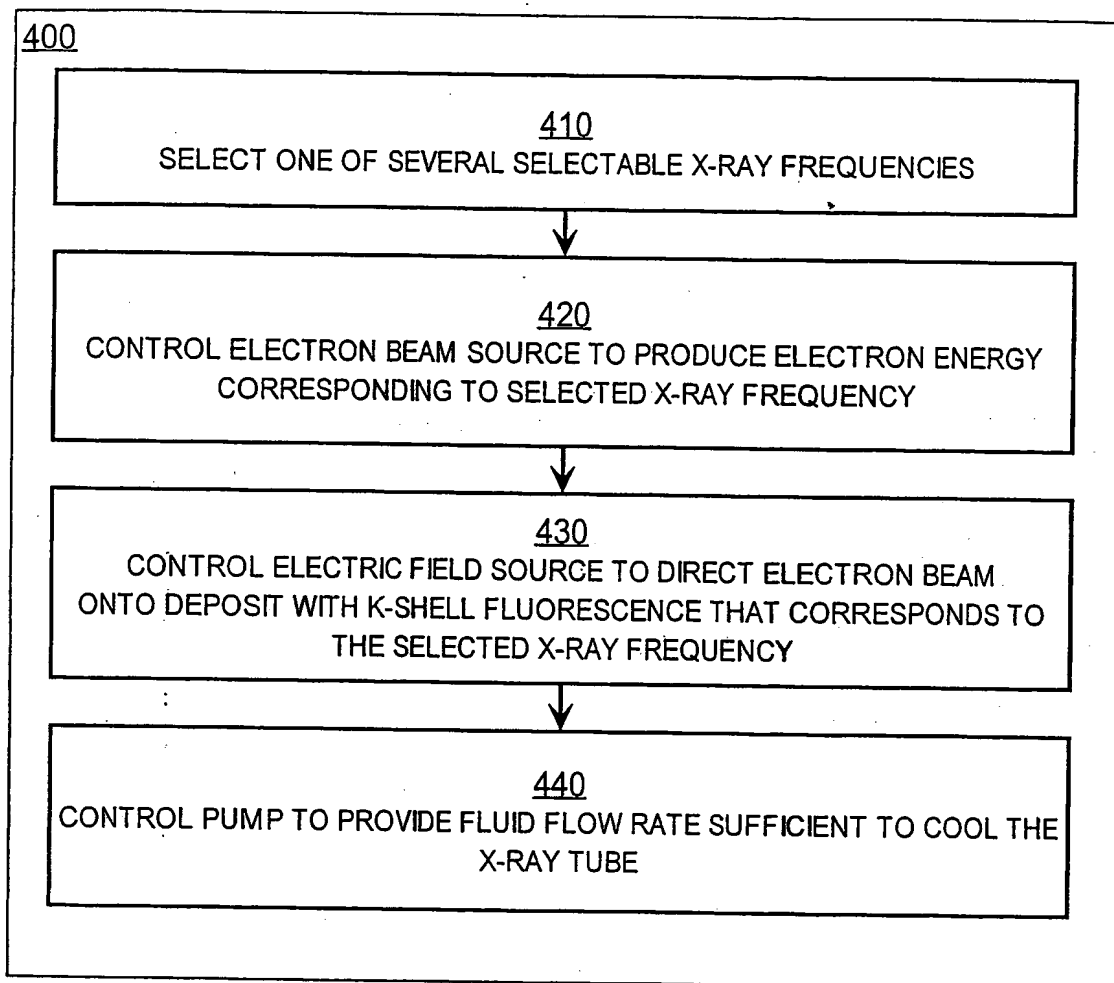 400
410
SELECT ONE OF SEVERAL SELECTABLE X-RAY FREQUENCIES
420
CONTROL ELECTRON BEAM SOURCE TO PRODUCE ELECTRON ENERGY
CORRESPONDING TO SELECTED X-RAY FREQUENCY
430
CONTROL ELECTRIC FIELD SOURCE TO DIRECT ELECTRON BEAM
ONTO DEPOSIT WITH K-SHELL FLUORESCENCE THAT CORRESPONDS TO
THE SELECTED X-RAY FREQUENCY
440
CONTROL PUMP TO PROVIDE FLUID FLOW RATE SUFFICIENT TO COOL THE
X-RAY TUBE